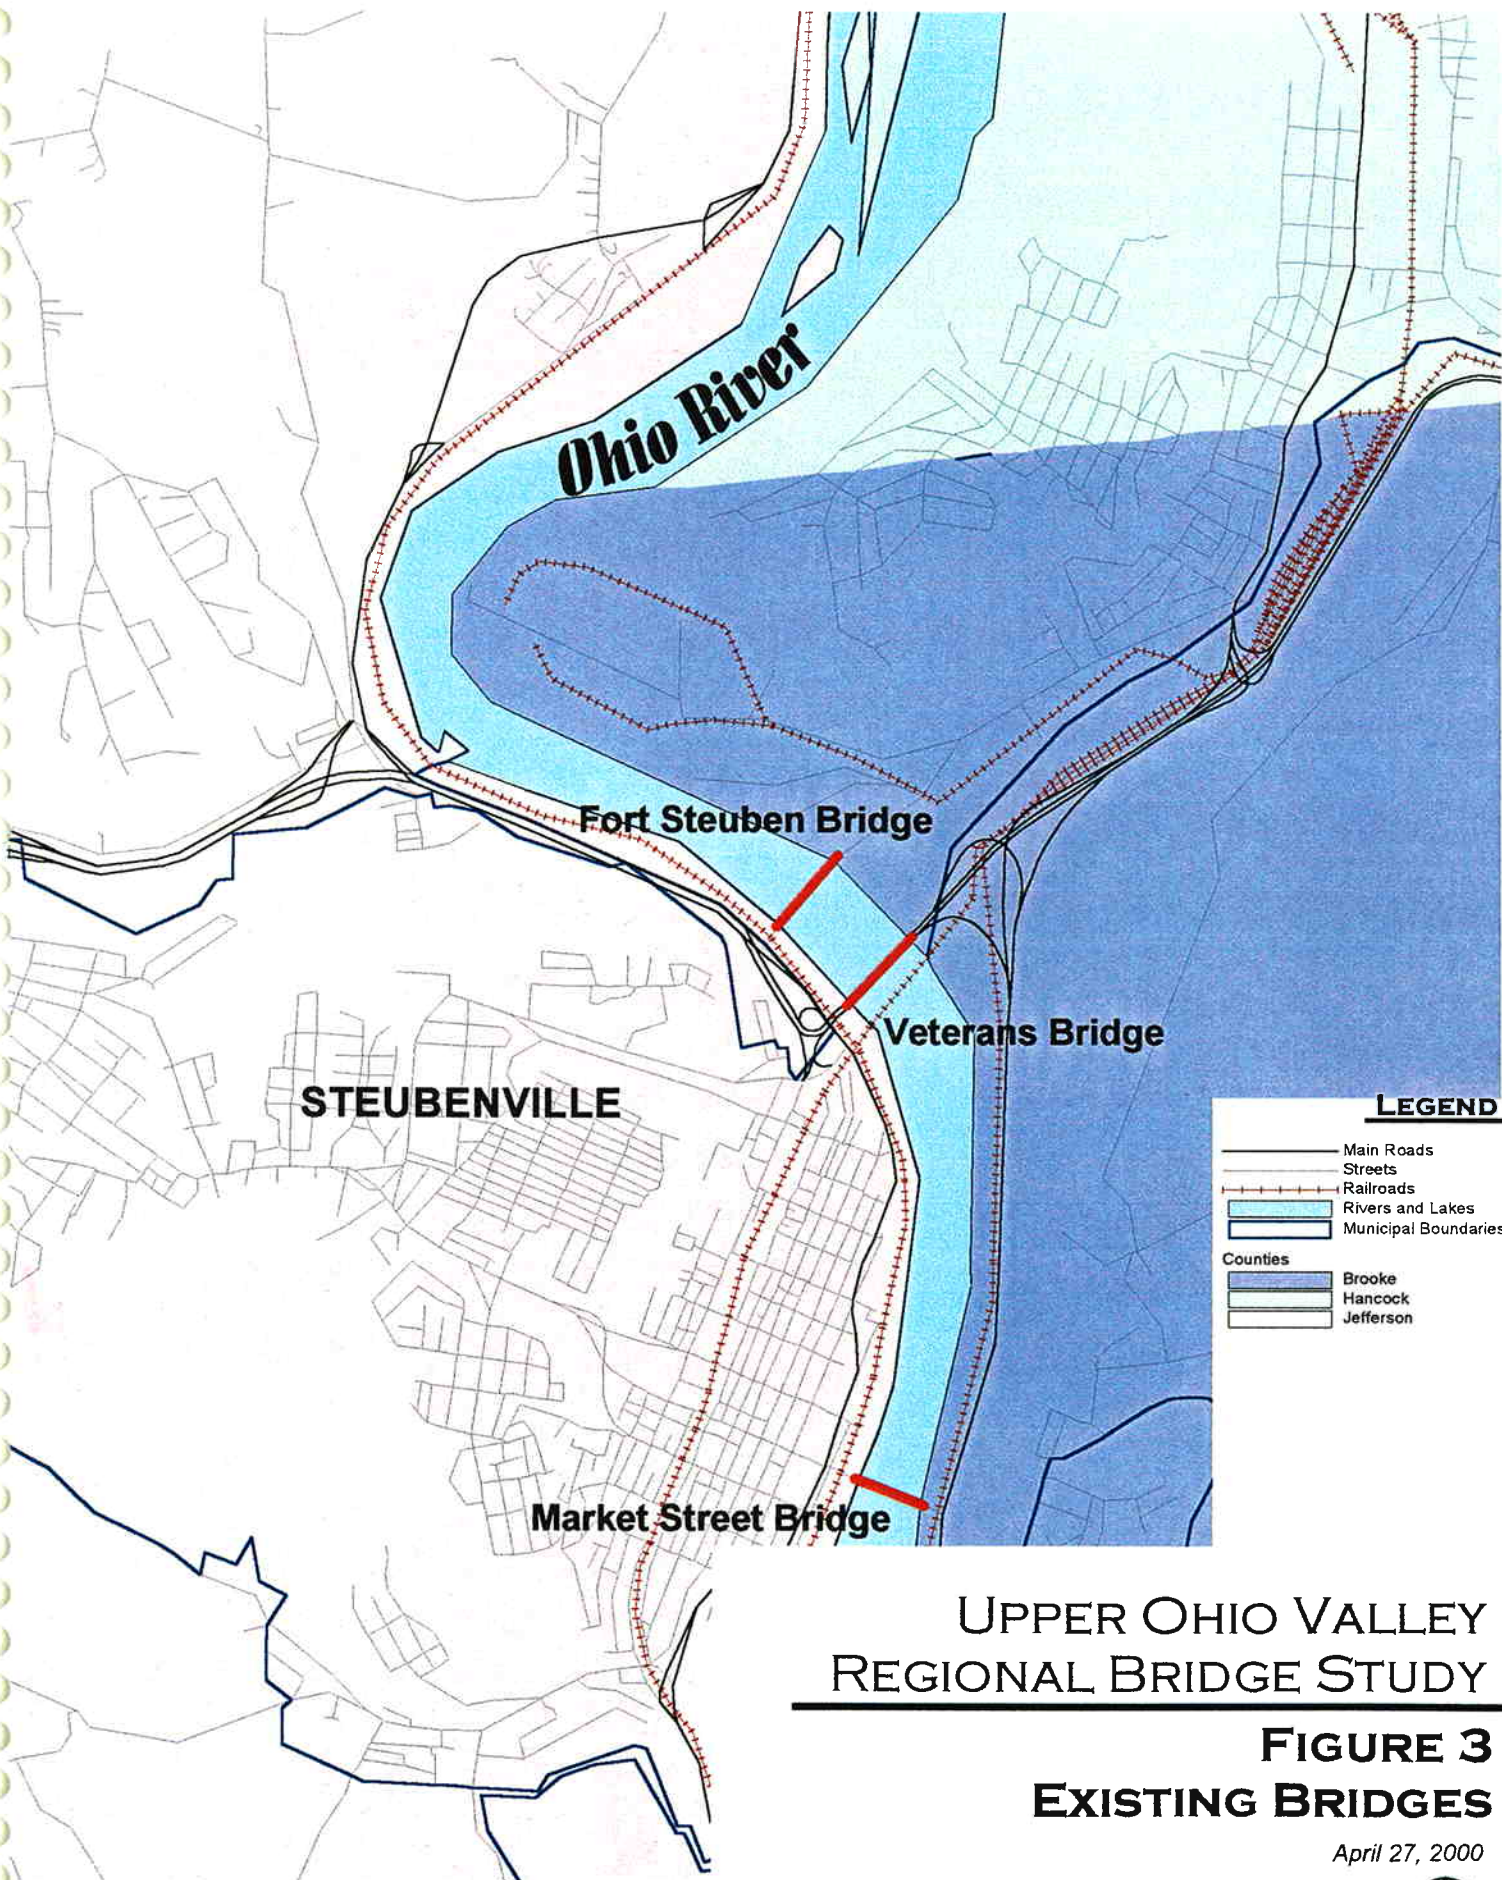 Ohio River
Fort Steuben Bridge
Veterans Bridge
STEUBENVILLE
LEGEND
Main Roads
Streets
Railroads
Rivers and Lakes
Municipal Boundaries
Counties
Brooke
Hancock
Jefferson
Market Street Bridge
UPPER OHIO VALLEY
REGIONAL BRIDGE STUDY
FIGURE 3
EXISTING BRIDGES
April 27, 2000